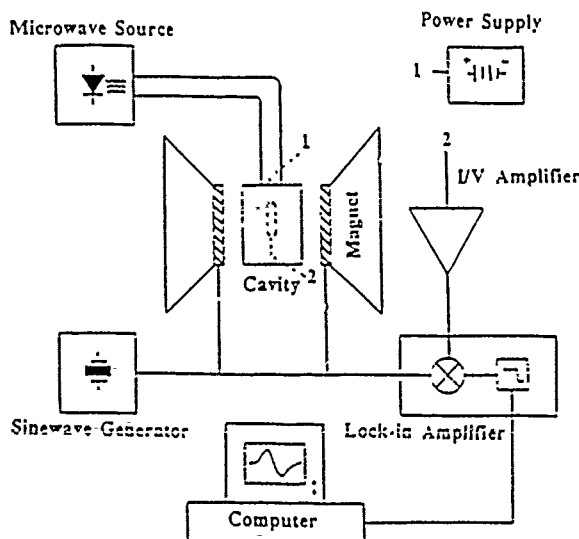 Microwave Source
Power Supply
1
2
I/V Amplifier
1
Magnet
2
Cavity
Sinewave Generator
Lock-in Amplifier
Computer